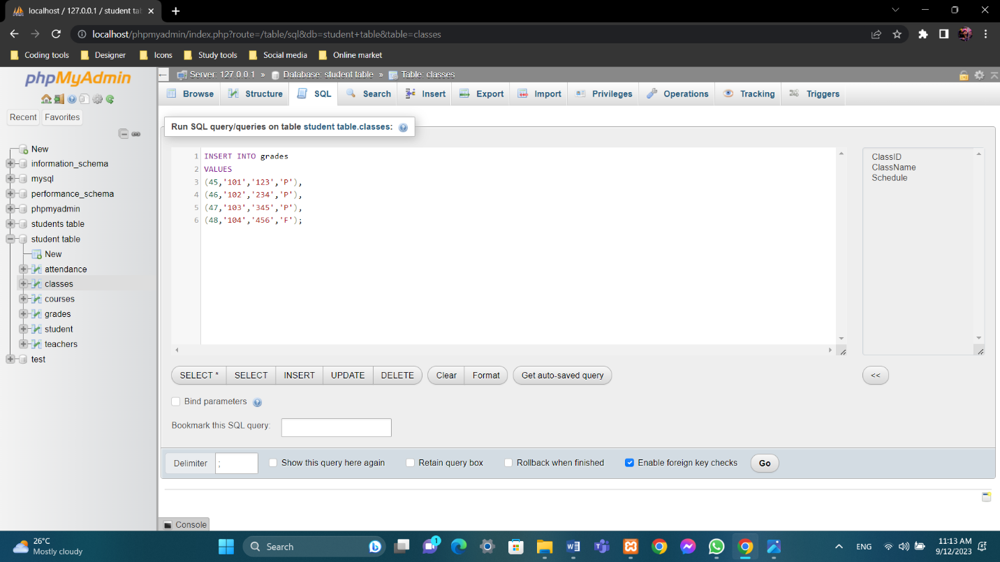 localhost / 127.0.0.1 / student tal
localhost/phpmyadmin/index.php?route=/table/sql&db=student+table&table=classes
Coding tools Designer Icons Study tools Social media Online market
phpMyAdmin
Server: 127.0.0.1 » Database: student table » Table: classes
Browse Structure SQL Search Insert Export Import Privileges Operations Tracking Triggers
Recent Favorites
New
information_schema
mysql
performance_schema
phpmyadmin
students table
student table
New
attendance
classes
courses
grades
student
teachers
test
Run SQL query/queries on table student table.classes:
1 INSERT INTO grades
2 VALUES
3 (45,'101','123','P'),
4 (46,'102','234','P'),
5 (47,'103','345','P'),
6 (48,'104','456','F');
ClassID
ClassName
Schedule
SELECT * SELECT INSERT UPDATE DELETE Clear Format Get auto-saved query <<
Bind parameters
Bookmark this SQL query:
Delimiter ; Show this query here again Retain query box Rollback when finished Enable foreign key checks Go
Console
26°C
Mostly cloudy
Search
1
ENG
11:13 AM
9/12/2023